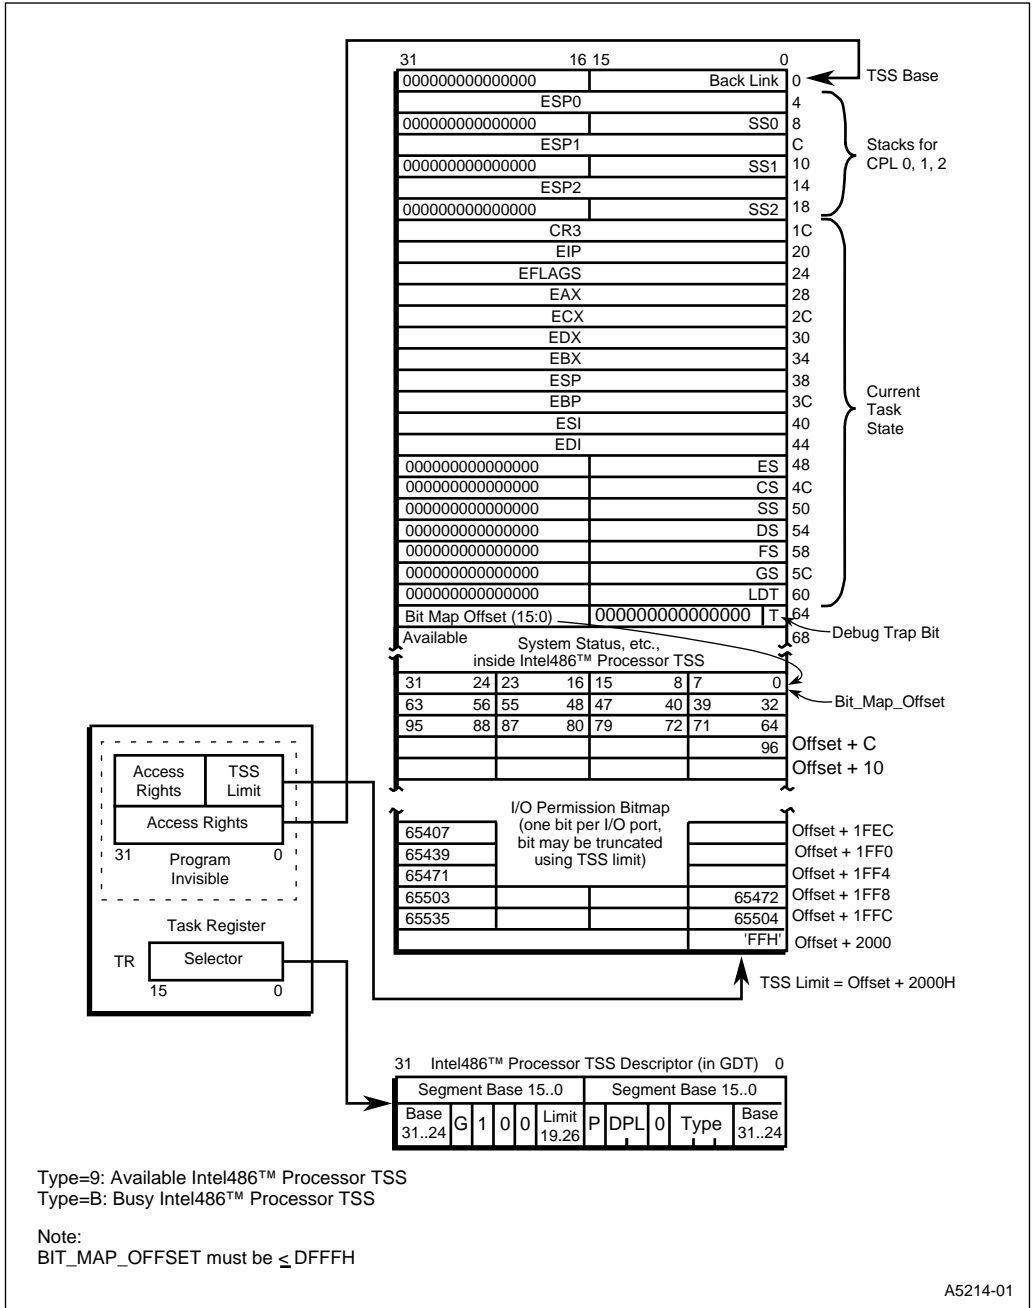 31 16 15 0
000000000000000 Back Link 0
TSS Base
ESP0 4
000000000000000 SS0 8
ESP1 C
000000000000000 SS1 10
ESP2 14
000000000000000 SS2 18
Stacks for
CPL 0, 1, 2
CR3 1C
EIP 20
EFLAGS 24
EAX 28
ECX 2C
EDX 30
EBX 34
ESP 38
EBP 3C
ESI 40
EDI 44
000000000000000 ES 48
000000000000000 CS 4C
000000000000000 SS 50
000000000000000 DS 54
000000000000000 FS 58
000000000000000 GS 5C
000000000000000 LDT 60
Current
Task
State
Bit Map Offset (15:0) 000000000000000 T 64
Debug Trap Bit
Available 68
System Status, etc.,
inside Intel486™ Processor TSS
31 24 23 16 15 8 7 0
Bit_Map_Offset
63 56 55 48 47 40 39 32
95 88 87 80 79 72 71 64
96 Offset + C
Offset + 10
I/O Permission Bitmap
(one bit per I/O port,
bit may be truncated
using TSS limit)
65407 Offset + 1FEC
65439 Offset + 1FF0
65471 Offset + 1FF4
65503 65472 Offset + 1FF8
65535 65504 Offset + 1FFC
'FFH' Offset + 2000
TSS Limit = Offset + 2000H
Access
Rights
TSS
Limit
Access Rights
31 0
Program
Invisible
Task Register
TR Selector
15 0
31 Intel486™ Processor TSS Descriptor (in GDT) 0
Segment Base 15..0 Segment Base 15..0
Base
31..24
G 1 0 0
Limit
19.26
P DPL 0 Type
Base
31..24
Type=9: Available Intel486™ Processor TSS
Type=B: Busy Intel486™ Processor TSS
Note:
BIT_MAP_OFFSET must be ≤ DFFFH
A5214-01